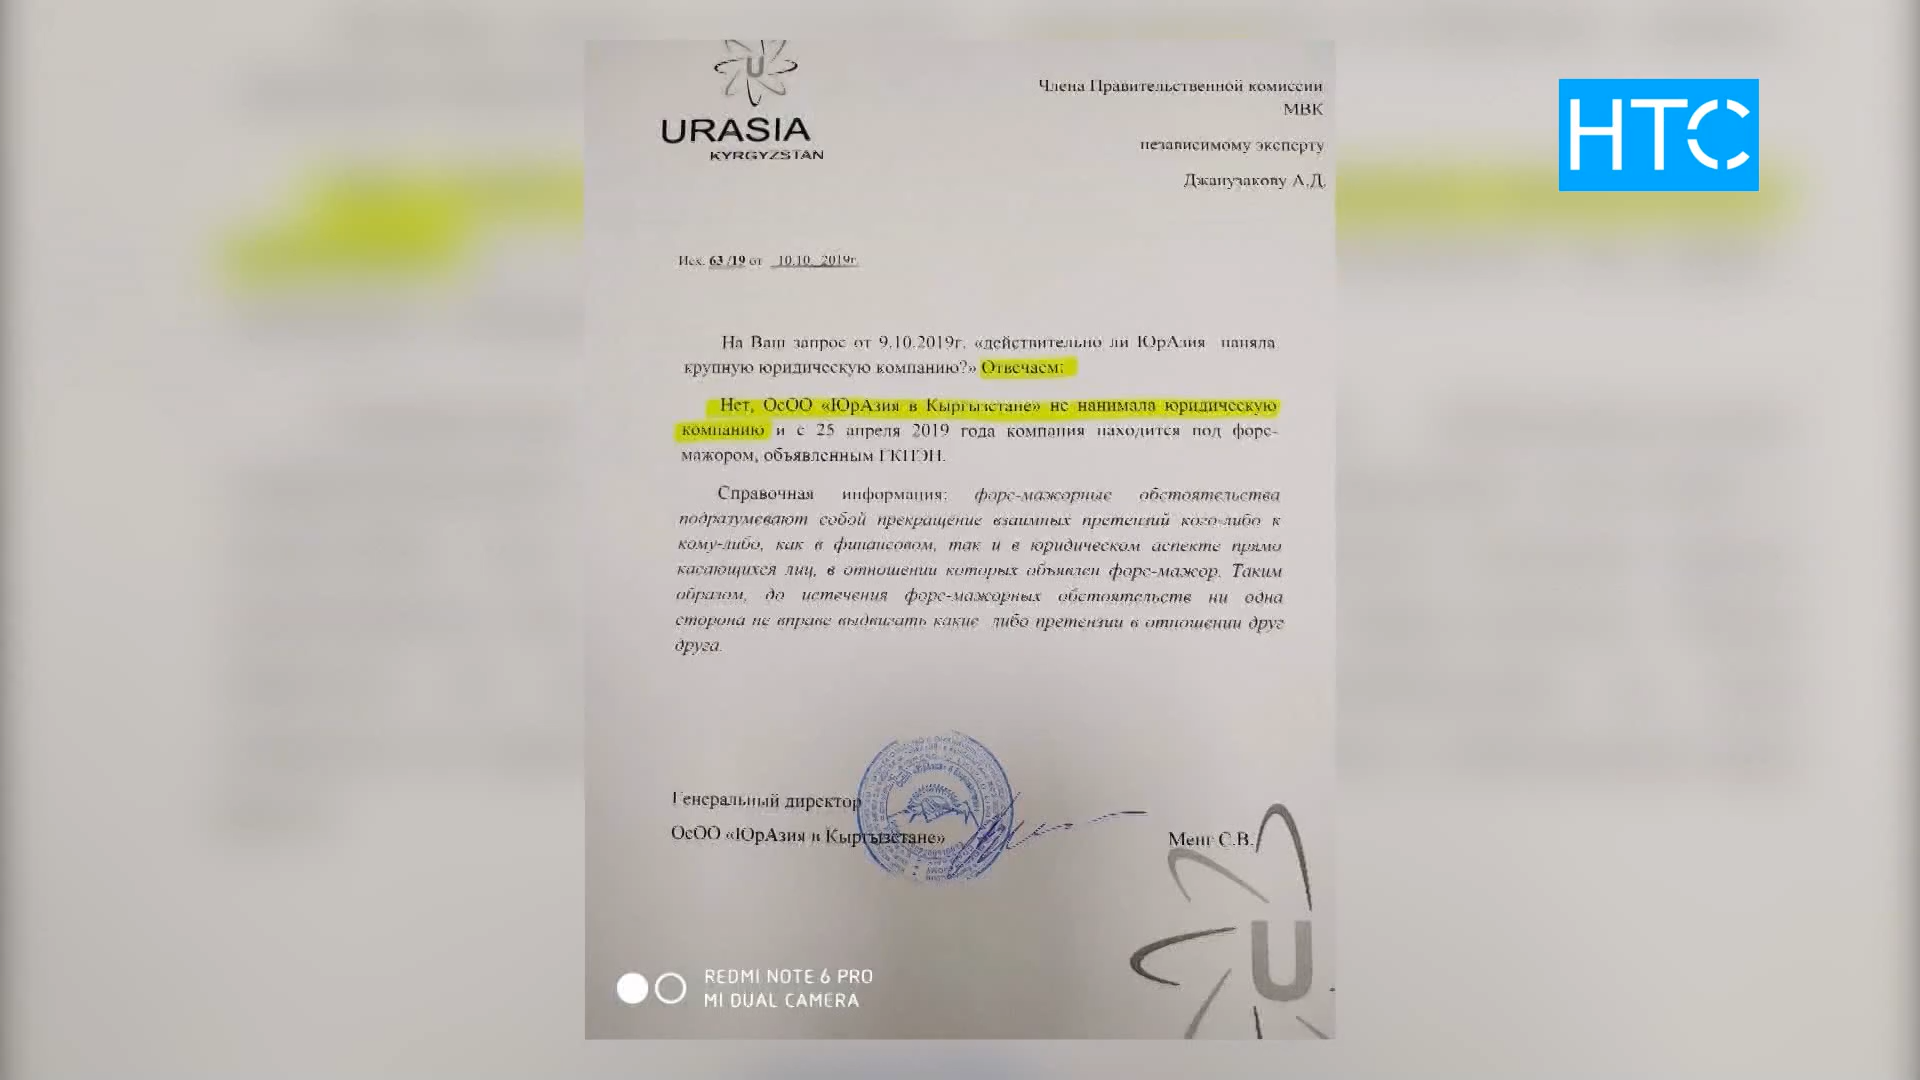 U
URASIA
KYRGYZSTAN
Члена Правительственной комиссии
МВК
независимому эксперту
Джанузакову А.Д.
НТС
Исх. 63 /19 от 10.10. 2019г.
На Ваш запрос от 9.10.2019г. «действительно ли ЮрАзия наняла
крупную юридическую компанию?» Отвечаем:
Нет, ОсОО «ЮрАзия в Кыргызстане» не нанимала юридическую
компанию и с 25 апреля 2019 года компания находится под форс-
мажором, объявленным ГКПЭН.
Справочная информация: форс-мажорные обстоятельства
подразумевают собой прекращение взаимных претензий кого-либо к
кому-либо, как в финансовом, так и в юридическом аспекте прямо
касающихся лиц, в отношении которых объявлен форс-мажор. Таким
образом, до истечения форс-мажорных обстоятельств ни одна
сторона не вправе выдвигать какие либо претензии в отношении друг
друга.
Генеральный директор
ОсОО «ЮрАзия в Кыргызстане»
Менг С.В.
U
REDMI NOTE 6 PRO
MI DUAL CAMERA